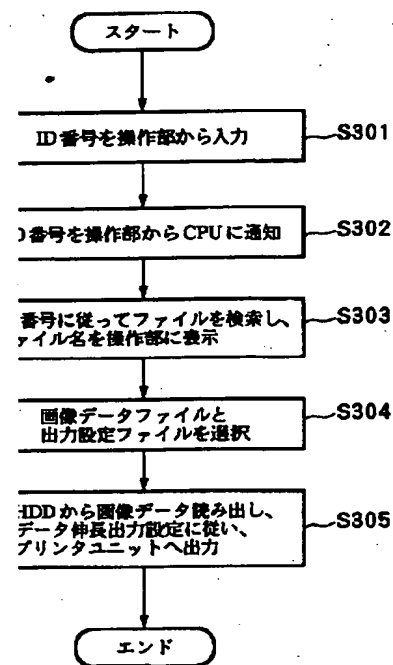 スタート
ID番号を操作部から入力
S301
番号を操作部からCPUに通知
S302
番号に従ってファイルを検索し、
S303
ァイル名を操作部に表示
画像データファイルと
S304
出力設定ファイルを選択
HDDから画像データ読み出し、
データ伸長出力設定に従い、
S305
プリンタユニットへ出力
エンド